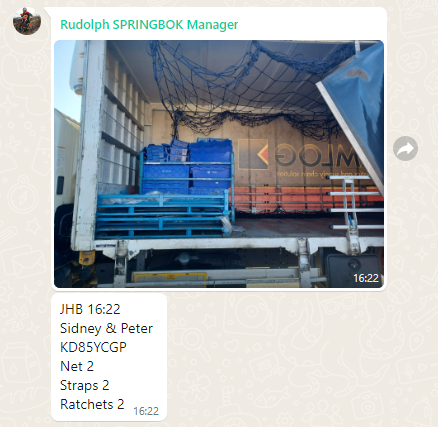 Rudolph SPRINGBOK Manager
MLOG
16:22
JHB 16:22
Sidney & Peter
KD85YCGP
Net 2
Straps 2
Ratchets 2
16:22